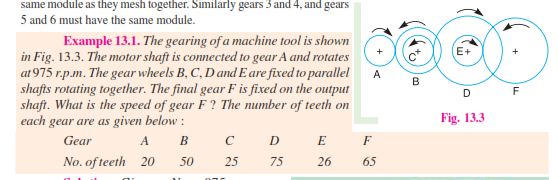 same module as they mesh together. Similarly gears 3 and 4, and gears
5 and 6 must have the same module.
Example 13.1. The gearing of a machine tool is shown
in Fig. 13.3. The motor shaft is connected to gear A and rotates
at 975 r.p.m. The gear wheels B, C, D and E are fixed to parallel
shafts rotating together. The final gear F is fixed on the output
shaft. What is the speed of gear F ? The number of teeth on
each gear are as given below :
Gear A B C D E F
No. of teeth 20 50 25 75 26 65
+ C E+ +
A B D F
Fig. 13.3